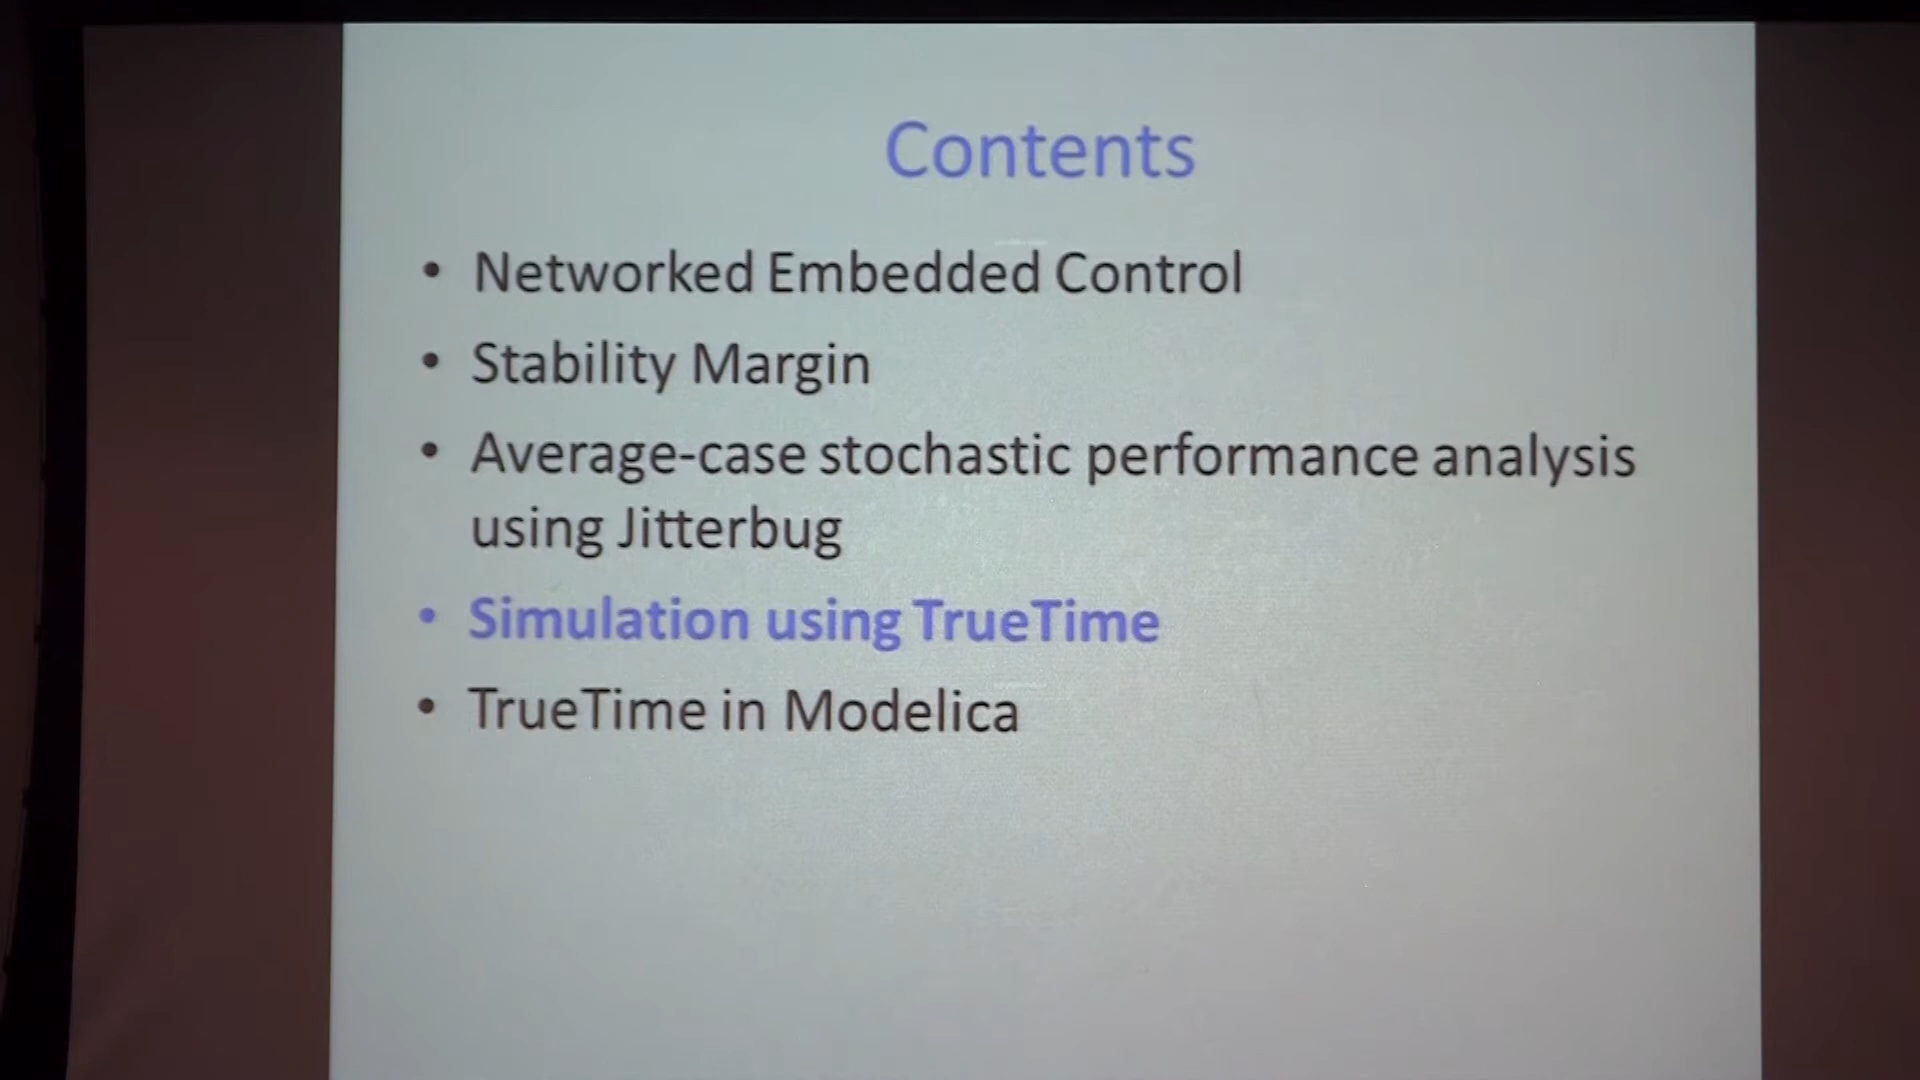 Contents
• Networked Embedded Control
• Stability Margin
• Average-case stochastic performance analysis
using Jitterbug
• Simulation using TrueTime
• TrueTime in Modelica